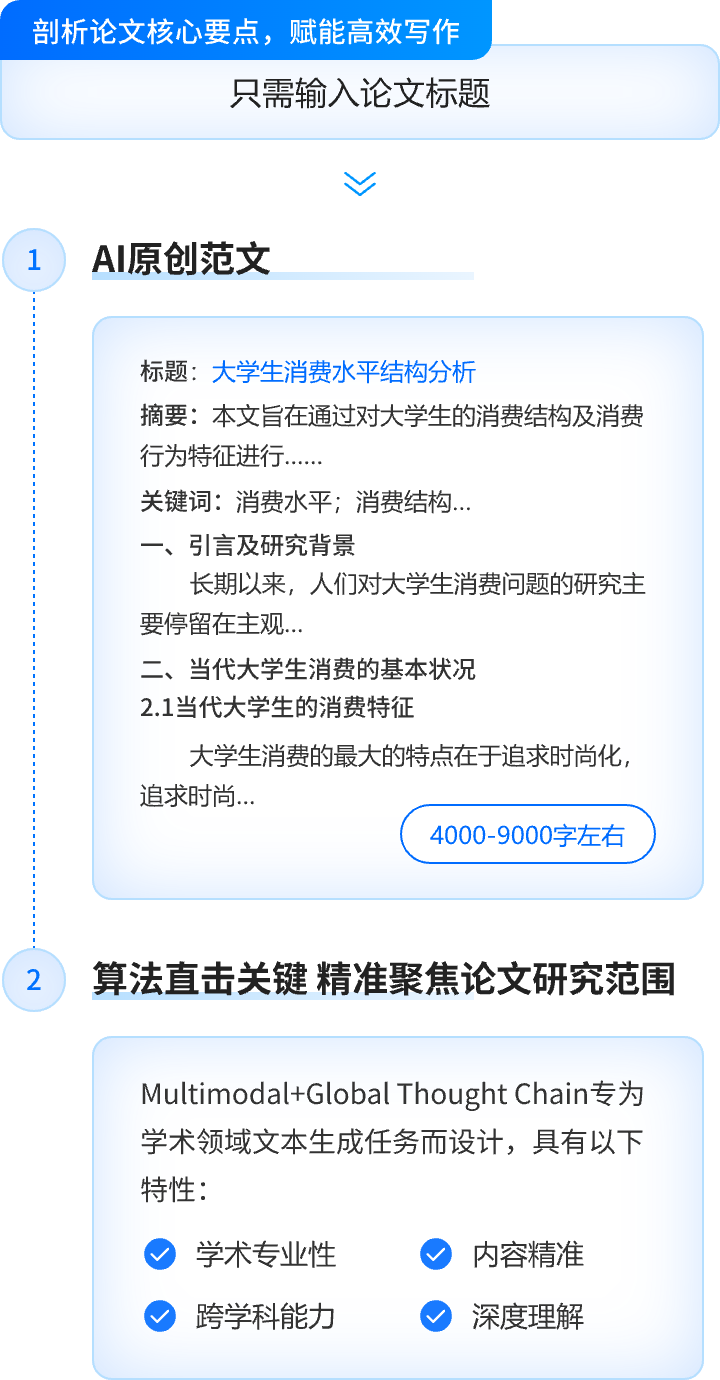 剖析论文核心要点，赋能高效写作
只需输入论文标题
1
AI原创范文
标题：大学生消费水平结构分析
摘要：本文旨在通过对大学生的消费结构及消费
行为特征进行......
关键词：消费水平；消费结构...
一、引言及研究背景
长期以来，人们对大学生消费问题的研究主
要停留在主观...
二、当代大学生消费的基本状况
2.1当代大学生的消费特征
大学生消费的最大的特点在于追求时尚化，
追求时尚...
4000-9000字左右
2
算法直击关键 精准聚焦论文研究范围
Multimodal+Global Thought Chain专为
学术领域文本生成任务而设计，具有以下
特性：
学术专业性
内容精准
跨学科能力
深度理解